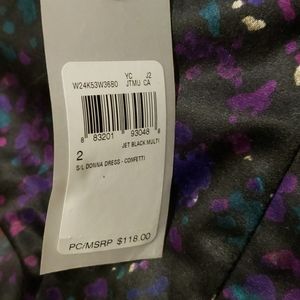 W24K53W3680 YC J2
JTMU CA
8 83201 93048 8
JET BLACK MULTI
2
S/L DONNA DRESS - CONFETTI
PC/MSRP $118.00